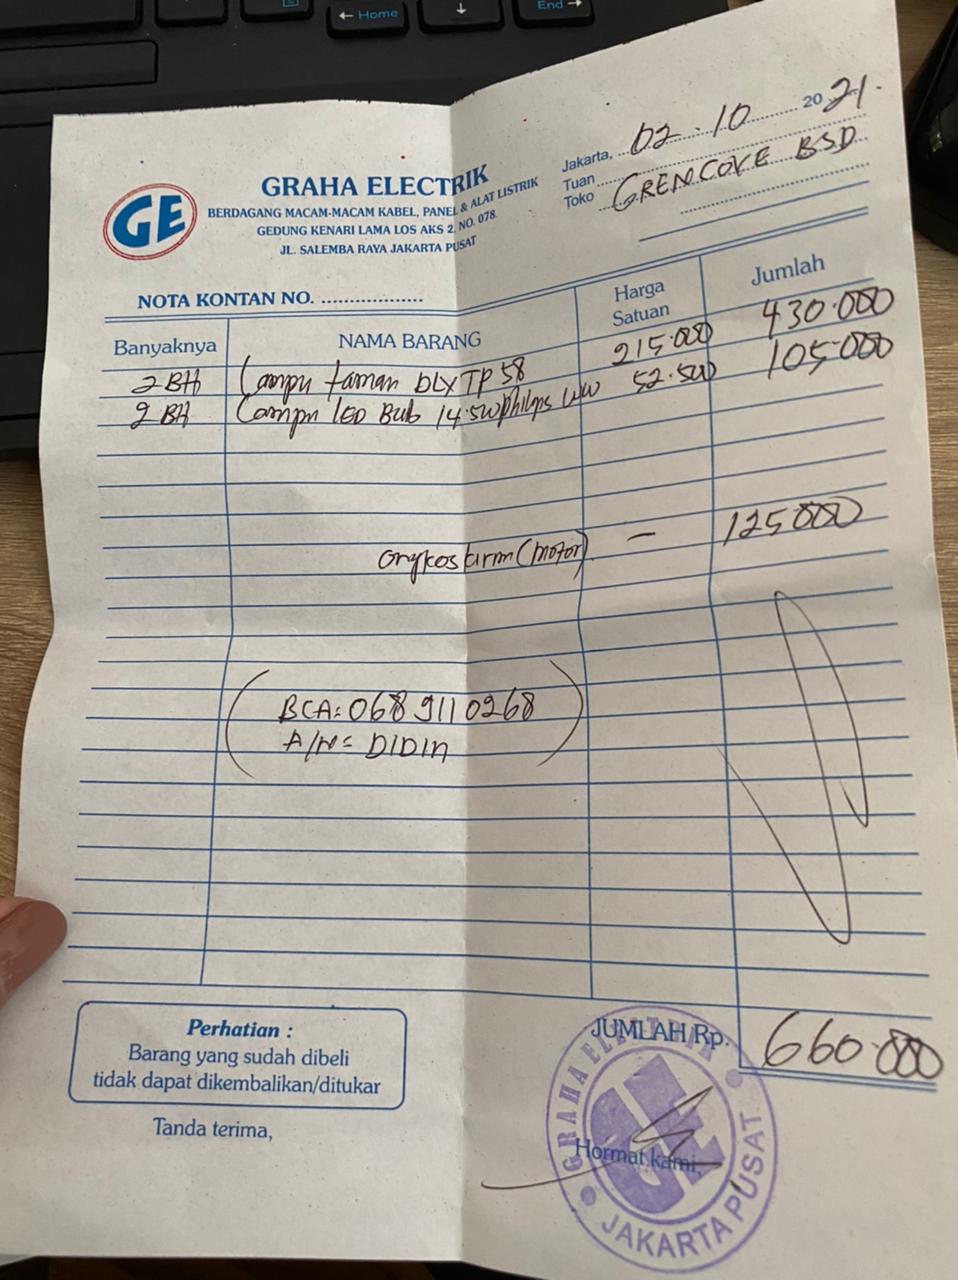 ← Home
↓
End →
Jakarta, 02 · 10 2021.
Tuan
Toko GRENCOVE BSD
GE
GRAHA ELECTRIK
BERDAGANG MACAM-MACAM KABEL, PANEL & ALAT LISTRIK
GEDUNG KENARI LAMA LOS AKS 2. NO. 078
JL. SALEMBA RAYA JAKARTA PUSAT
NOTA KONTAN NO. ..................
Banyaknya NAMA BARANG Harga Satuan Jumlah
2 BH Lampu taman DLX TP 58 215.000 430.000
2 BH Lampu LED Bulb 14.5W philips WW 52.500 105.000
ongkos kirim (motor) — 125000
(BCA: 068 9110268
A/N= DIDIN)
Perhatian :
Barang yang sudah dibeli
tidak dapat dikembalikan/ditukar
JUMLAH Rp. 660.000
Tanda terima,
Hormat kami,
GRAHA ELEKTRIK
GE
JAKARTA PUSAT